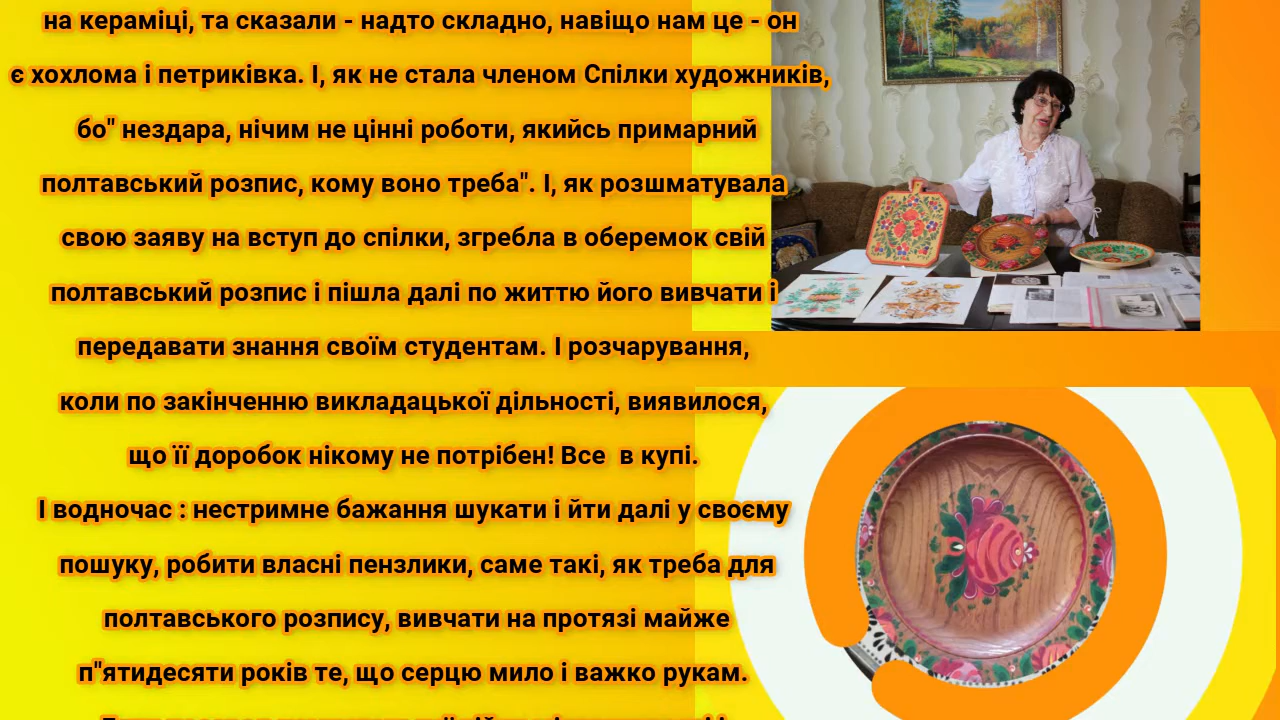 на кераміці, та сказали - надто складно, навіщо нам це - он
є хохлома і петриківка. І, як не стала членом Спілки художників,
бо" нездара, нічим не цінні роботи, якийсь примарний
полтавський розпис, кому воно треба". І, як розшматувала
свою заяву на вступ до спілки, згребла в оберемок свій
полтавський розпис і пішла далі по життю його вивчати і
передавати знання своїм студентам. І розчарування,
коли по закінченню викладацької дільності, виявилося,
що її доробок нікому не потрібен! Все  в купі.
І водночас : нестримне бажання шукати і йти далі у своєму
пошуку, робити власні пензлики, саме такі, як треба для
полтавського розпису, вивчати на протязі майже
п"ятидесяти років те, що серцю мило і важко рукам.